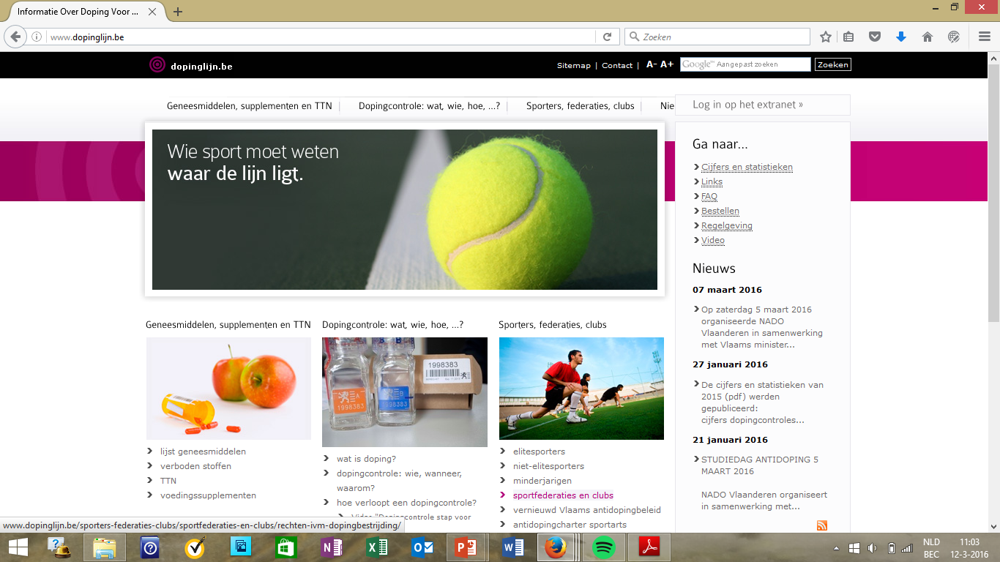 Informatie Over Doping Voor ...
www.dopinglijn.be
Zoeken
dopinglijn.be
Sitemap | Contact | A- A+
Google™ Aangepast zoeken
Zoeken
Geneesmiddelen, supplementen en TTN
Dopingcontrole: wat, wie, hoe, ...?
Sporters, federaties, clubs
Nie
Log in op het extranet »
Wie sport moet weten
waar de lijn ligt.
Ga naar...
Cijfers en statistieken
Links
FAQ
Bestellen
Regelgeving
Video
Nieuws
07 maart 2016
Op zaterdag 5 maart 2016
organiseerde NADO
Vlaanderen in samenwerking
met Vlaams minister...
27 januari 2016
De cijfers en statistieken van
2015 (pdf) werden
gepubliceerd:
cijfers dopingcontroles...
21 januari 2016
STUDIEDAG ANTIDOPING 5
MAART 2016
NADO Vlaanderen organiseert
in samenwerking met...
Geneesmiddelen, supplementen en TTN
lijst geneesmiddelen
verboden stoffen
TTN
voedingssupplementen
Dopingcontrole: wat, wie, hoe, ...?
1998383
A
1998383
B
1998383
wat is doping?
dopingcontrole: wie, wanneer,
waarom?
hoe verloopt een dopingcontrole?
Video "Dopingcontrole stap voor
Sporters, federaties, clubs
elitesporters
niet-elitesporters
minderjarigen
sportfederaties en clubs
vernieuwd Vlaams antidopingbeleid
antidopingcharter sportarts
www.dopinglijn.be/sporters-federaties-clubs/sportfederaties-en-clubs/rechten-ivm-dopingbestrijding/
NLD
BEC
11:03
12-3-2016